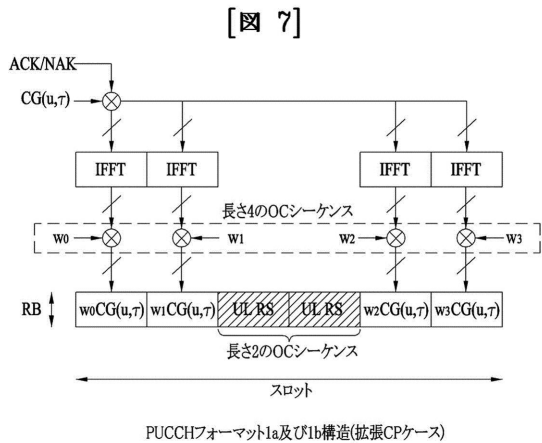 [図 7]
ACK/NAK
CG(u,τ)
IFFT IFFT IFFT IFFT
長さ4のOCシーケンス
W0 W1 W2 W3
RB W0CG(u,τ) W1CG(u,τ) UL RS UL RS W2CG(u,τ) W3CG(u,τ)
長さ2のOCシーケンス
スロット
PUCCHフォーマット1a及び1b構造(拡張CPケース)